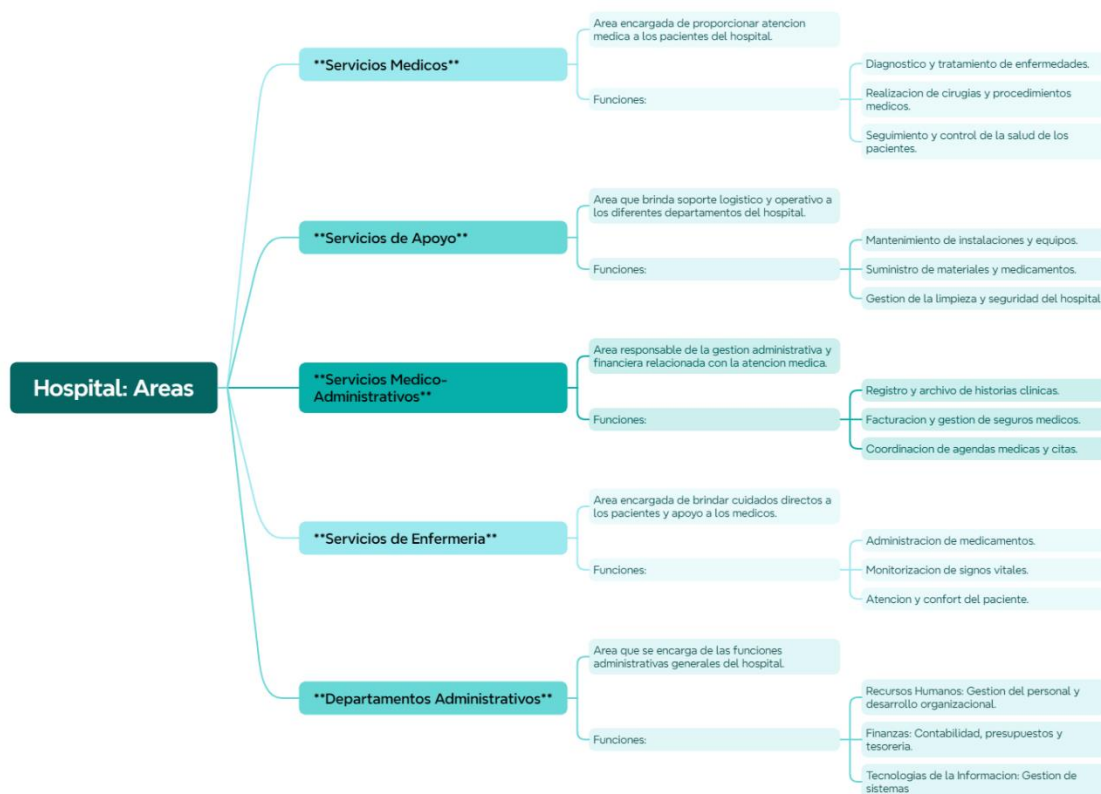 Hospital: Areas
**Servicios Medicos**
Area encargada de proporcionar atencion
medica a los pacientes del hospital.
Funciones:
Diagnostico y tratamiento de enfermedades.
Realizacion de cirugias y procedimientos
medicos.
Seguimiento y control de la salud de los
pacientes.
**Servicios de Apoyo**
Area que brinda soporte logistico y operativo a
los diferentes departamentos del hospital.
Funciones:
Mantenimiento de instalaciones y equipos.
Suministro de materiales y medicamentos.
Gestion de la limpieza y seguridad del hospital
**Servicios Medico-
Administrativos**
Area responsable de la gestion administrativa y
financiera relacionada con la atencion medica.
Funciones:
Registro y archivo de historias clinicas.
Facturacion y gestion de seguros medicos.
Coordinacion de agendas medicas y citas.
**Servicios de Enfermeria**
Area encargada de brindar cuidados directos a
los pacientes y apoyo a los medicos.
Funciones:
Administracion de medicamentos.
Monitorizacion de signos vitales.
Atencion y confort del paciente.
**Departamentos Administrativos**
Area que se encarga de las funciones
administrativas generales del hospital.
Funciones:
Recursos Humanos: Gestion del personal y
desarrollo organizacional.
Finanzas: Contabilidad, presupuestos y
tesoreria.
Tecnologias de la Informacion: Gestion de
sistemas